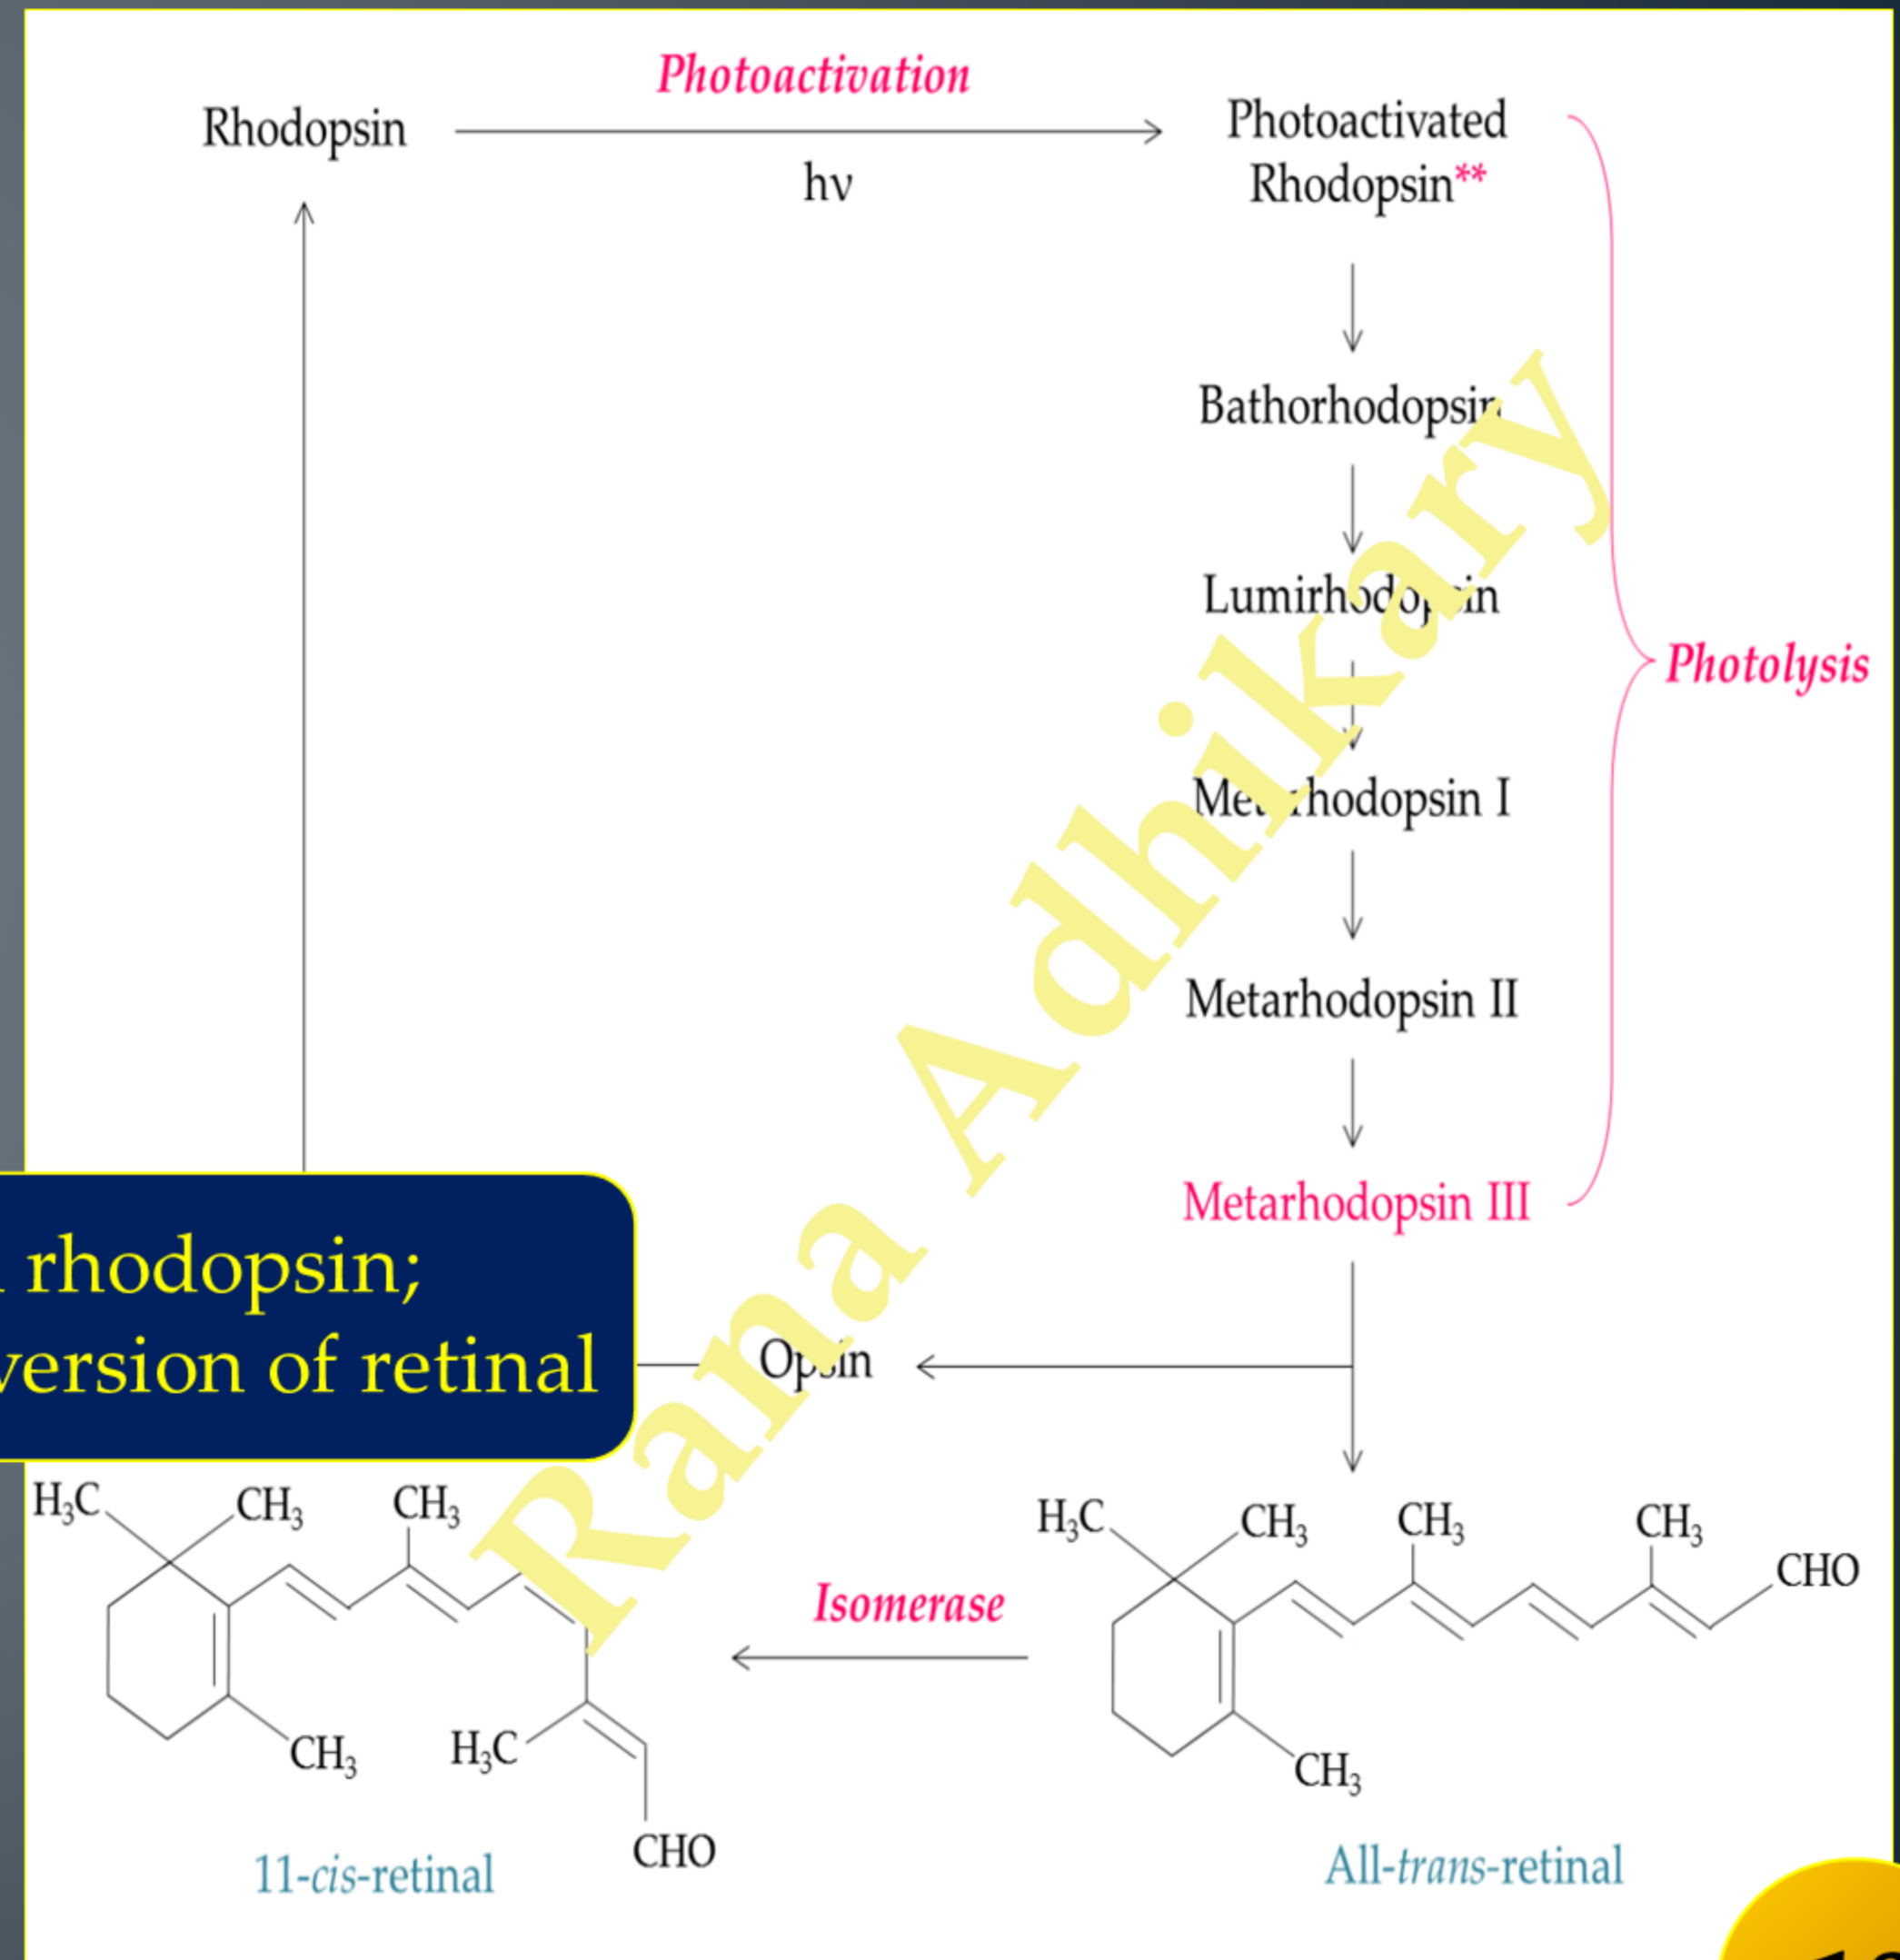 Photoactivation
Rhodopsin
hν
Photoactivated
Rhodopsin**
Bathorhodopsin
Lumirhodopsin
Metarhodopsin I
Metarhodopsin II
Metarhodopsin III
Photolysis
rhodopsin;
of retinal
Opsin
Isomerase
H₃C
CH₃
CH₃
CH₃
H₃C
CHO
11-cis-retinal
H₃C
CH₃
CH₃
CH₃
CHO
CH₃
All-trans-retinal
Rana Adhikary